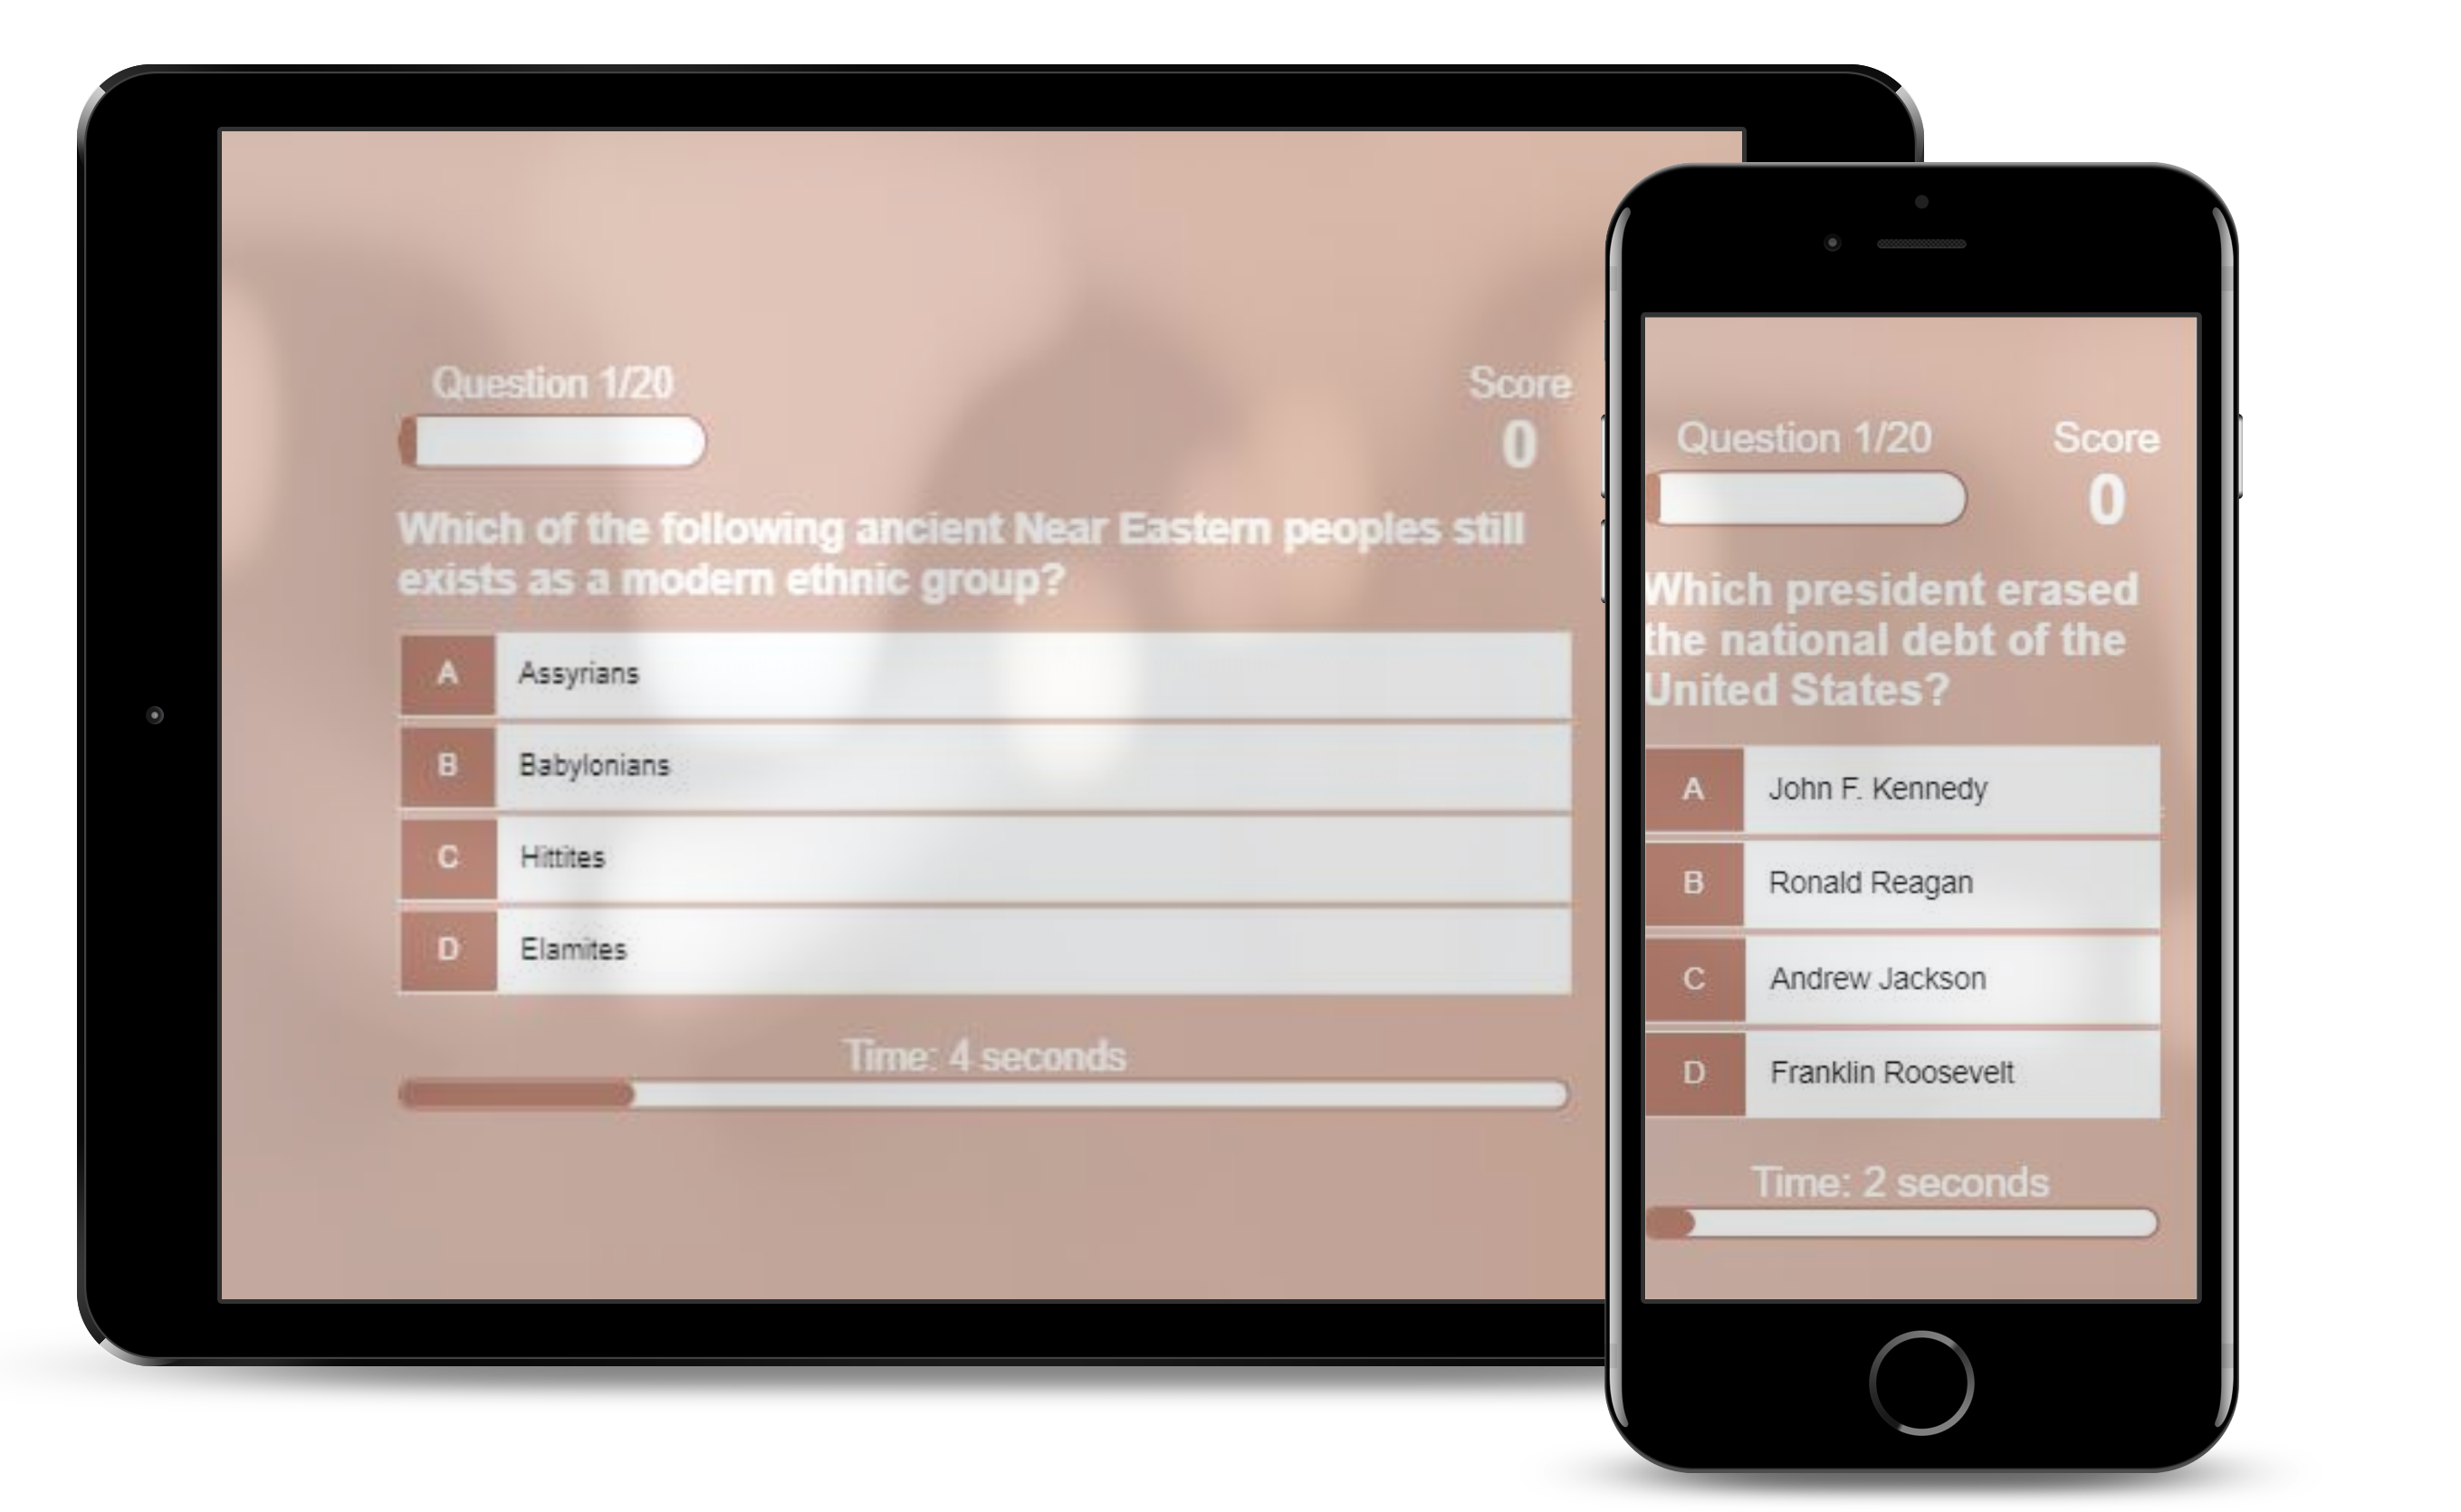 Question 1/20
Score
0
Which of the following ancient Near Eastern peoples still
exists as a modern ethnic group?
A Assyrians
B Babylonians
C Hittites
D Elamites
Time: 4 seconds
Question 1/20
Score
0
Which president erased
the national debt of the
United States?
A John F. Kennedy
B Ronald Reagan
C Andrew Jackson
D Franklin Roosevelt
Time: 2 seconds